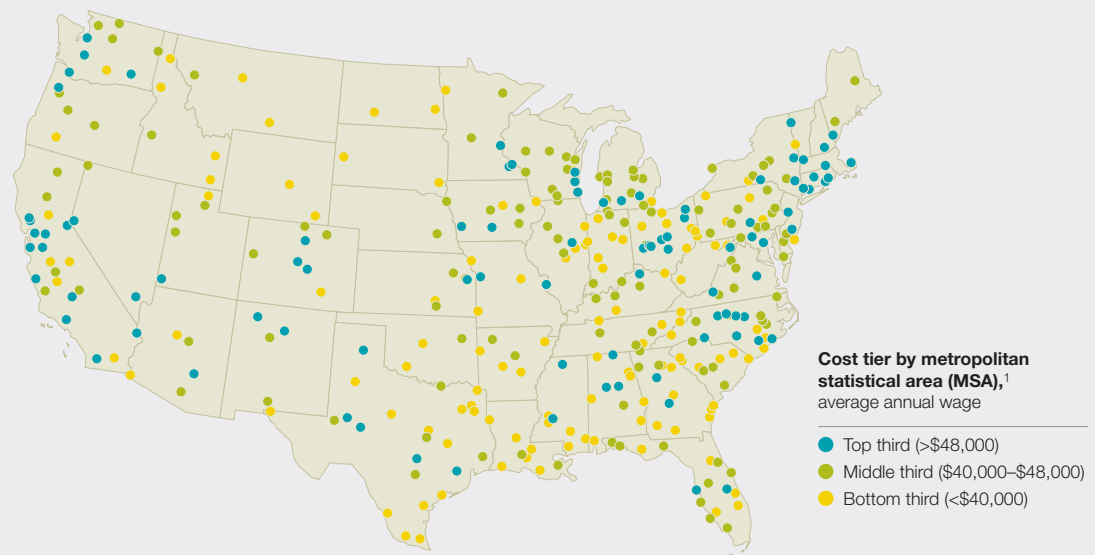 Cost tier by metropolitan
statistical area (MSA),1
average annual wage
Top third (>$48,000)
Middle third ($40,000–$48,000)
Bottom third (<$40,000)